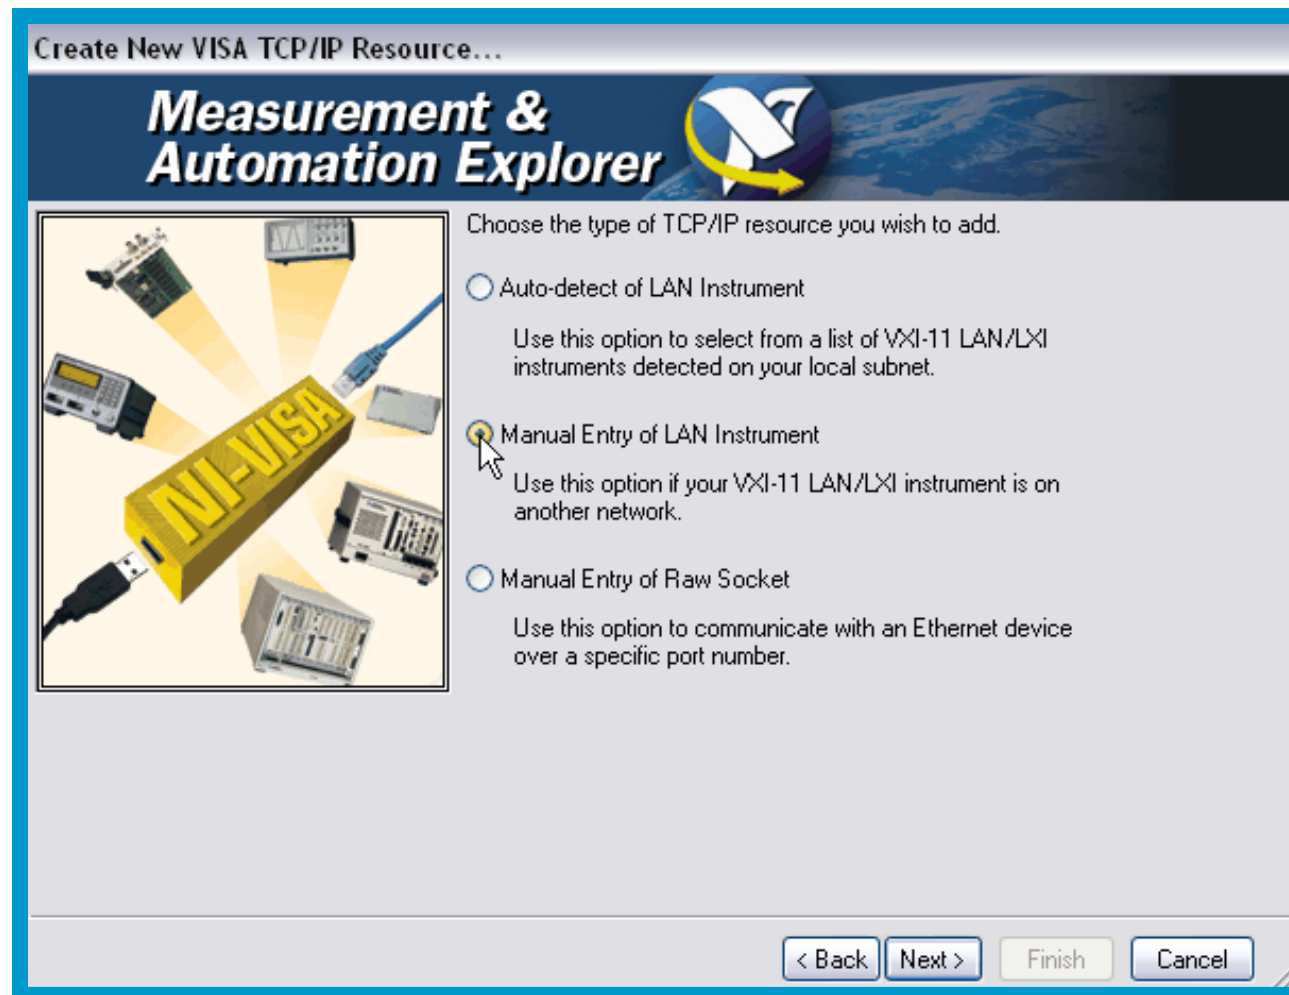 Create New VISA TCP/IP Resource...
Measurement &
Automation Explorer
NI-VISA
Choose the type of TCP/IP resource you wish to add.
Auto-detect of LAN Instrument
Use this option to select from a list of VXI-11 LAN/LXI
instruments detected on your local subnet.
Manual Entry of LAN Instrument
Use this option if your VXI-11 LAN/LXI instrument is on
another network.
Manual Entry of Raw Socket
Use this option to communicate with an Ethernet device
over a specific port number.
< Back Next > Finish Cancel